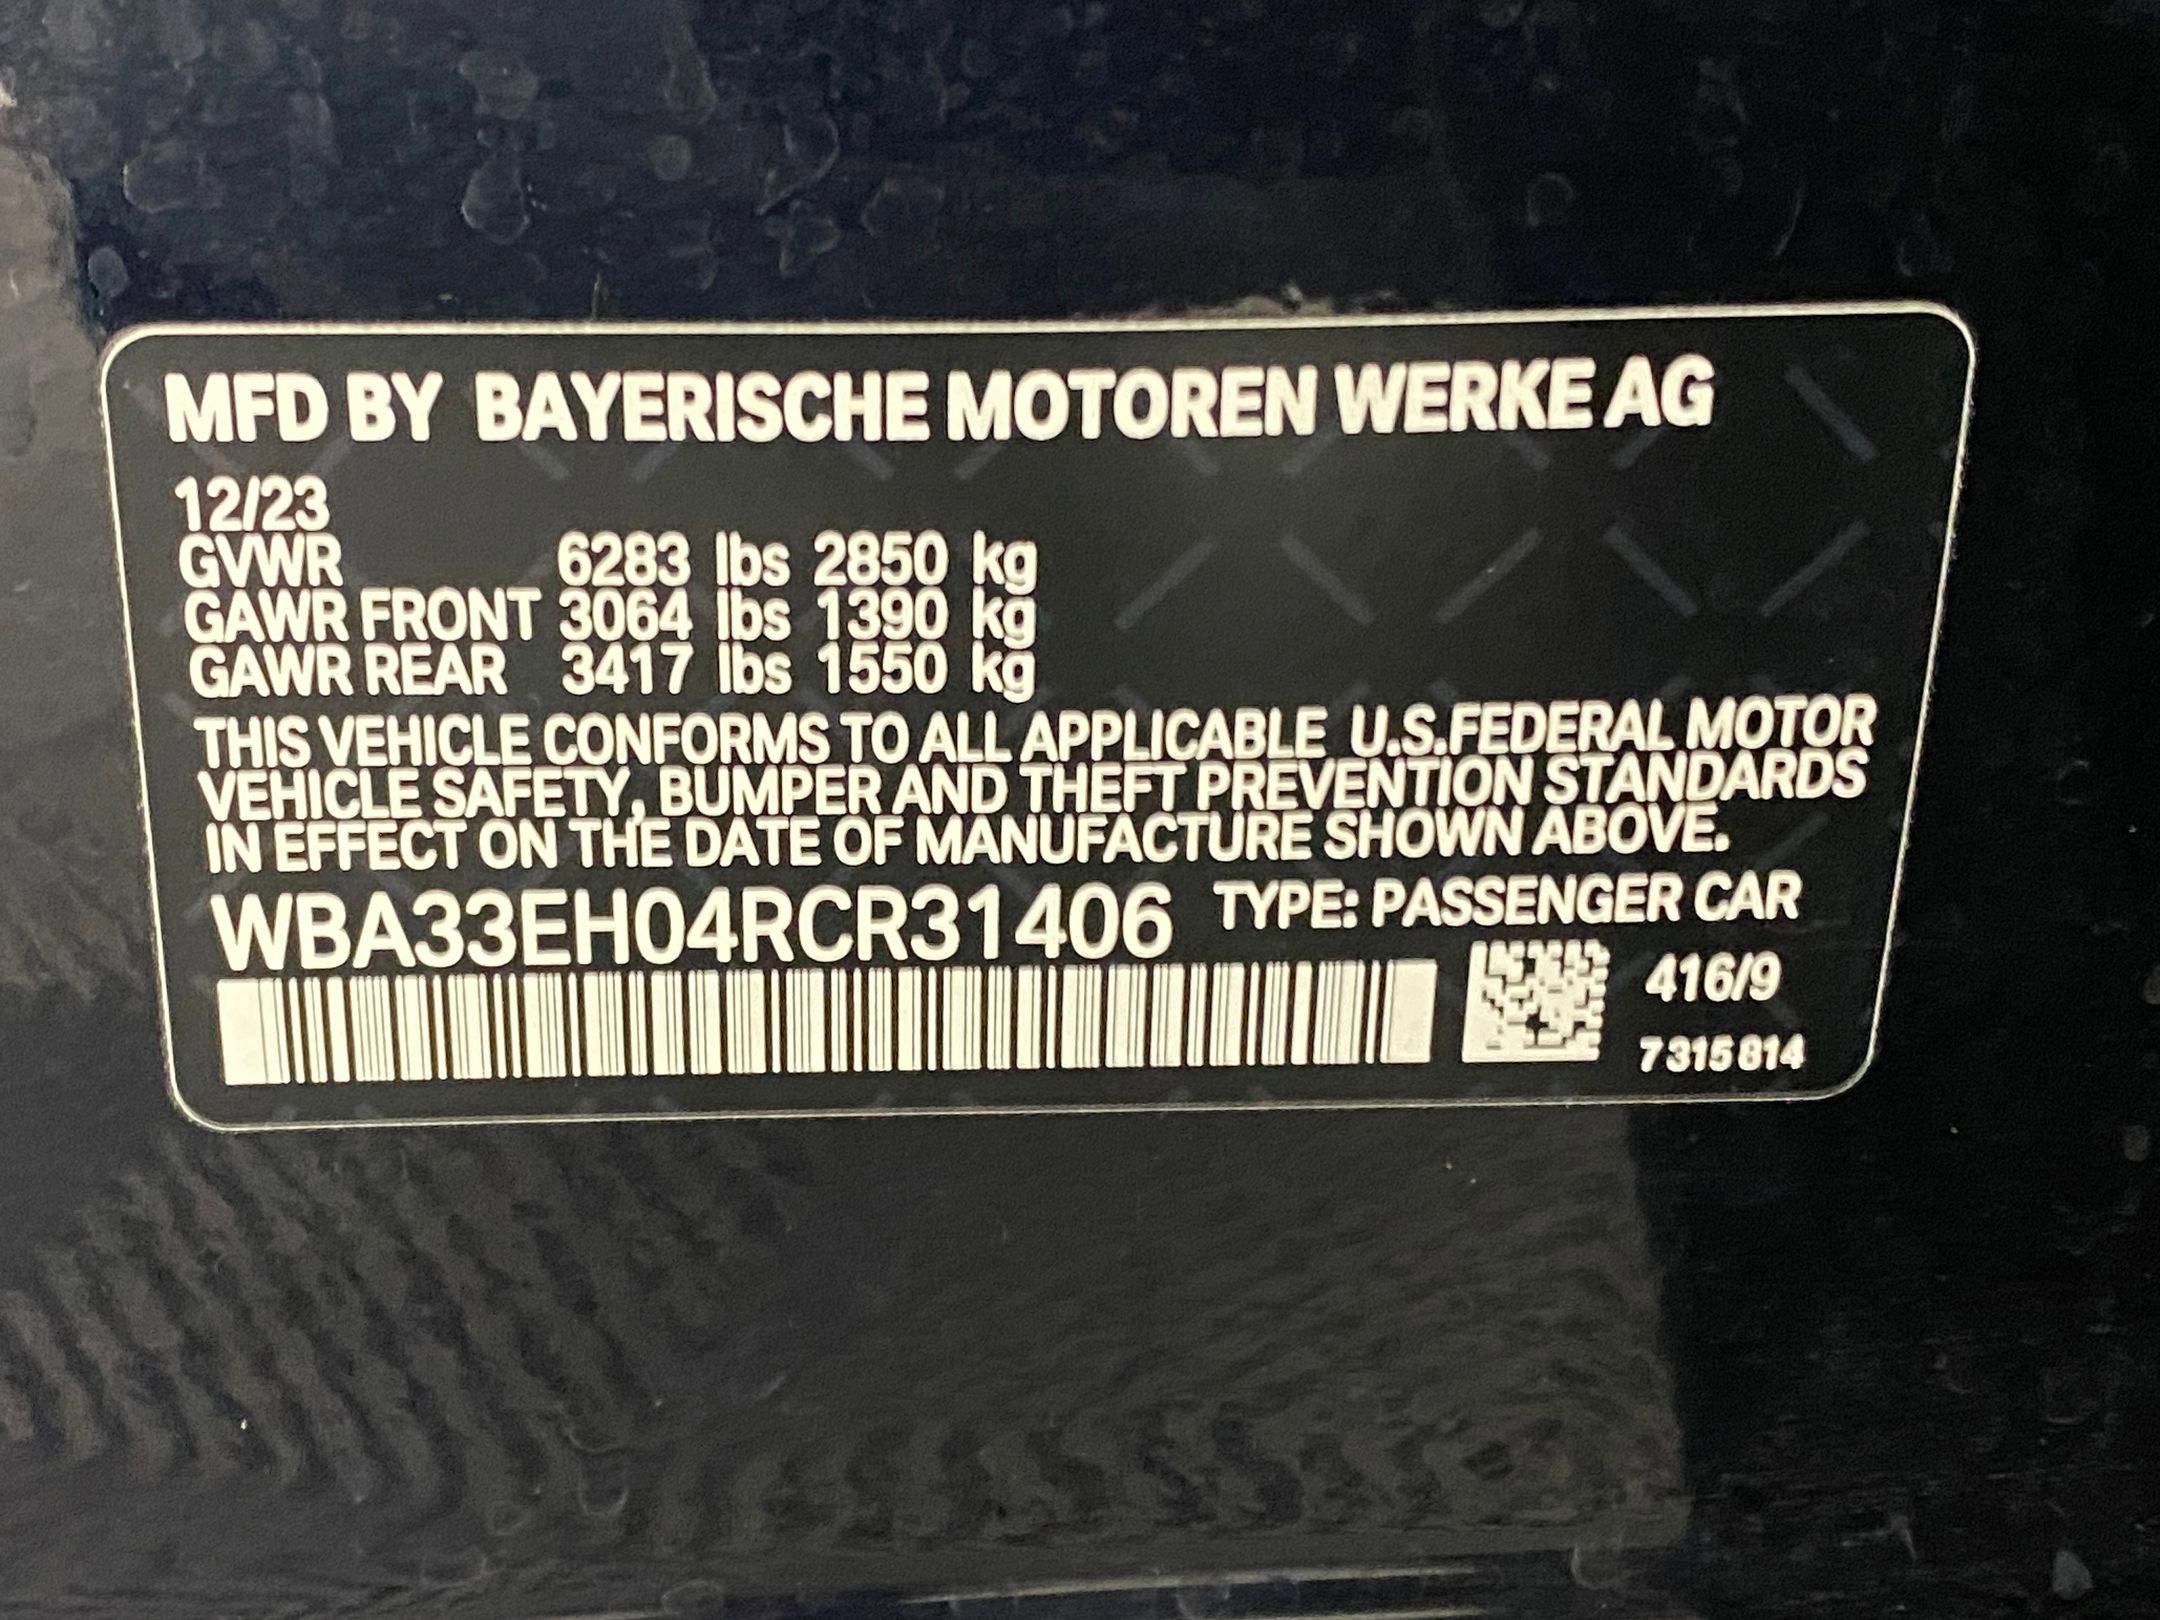 MFD BY BAYERISCHE MOTOREN WERKE AG
12/23
GVWR 6283 lbs 2850 kg
GAWR FRONT 3064 lbs 1390 kg
GAWR REAR 3417 lbs 1550 kg
THIS VEHICLE CONFORMS TO ALL APPLICABLE U.S.FEDERAL MOTOR
VEHICLE SAFETY, BUMPER AND THEFT PREVENTION STANDARDS
IN EFFECT ON THE DATE OF MANUFACTURE SHOWN ABOVE.
WBA33EH04RCR31406 TYPE: PASSENGER CAR
416/9
7315814